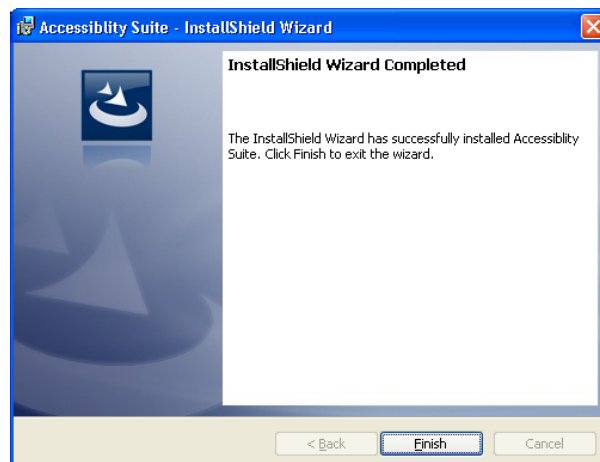 Accessiblity Suite - InstallShield Wizard
InstallShield Wizard Completed
The InstallShield Wizard has successfully installed Accessiblity
Suite. Click Finish to exit the wizard.
< Back Finish Cancel